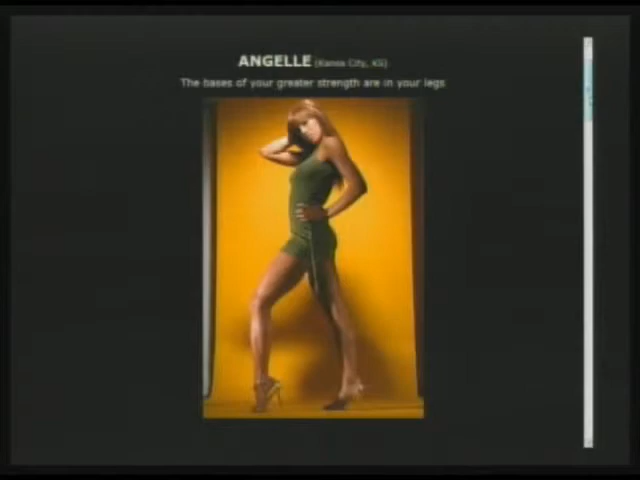 ANGELLE (Kansas City, KS)
The bases of your greater strength are in your legs